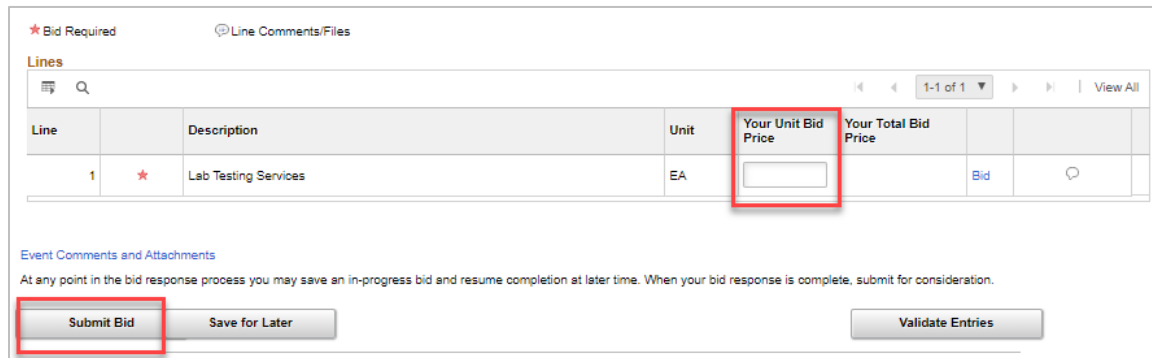 ★ Bid Required Line Comments/Files
Lines
1-1 of 1 ▼ | View All
Line Description Unit Your Unit Bid Price Your Total Bid Price
1 ★ Lab Testing Services EA Bid
Event Comments and Attachments
At any point in the bid response process you may save an in-progress bid and resume completion at later time. When your bid response is complete, submit for consideration.
Submit Bid Save for Later Validate Entries